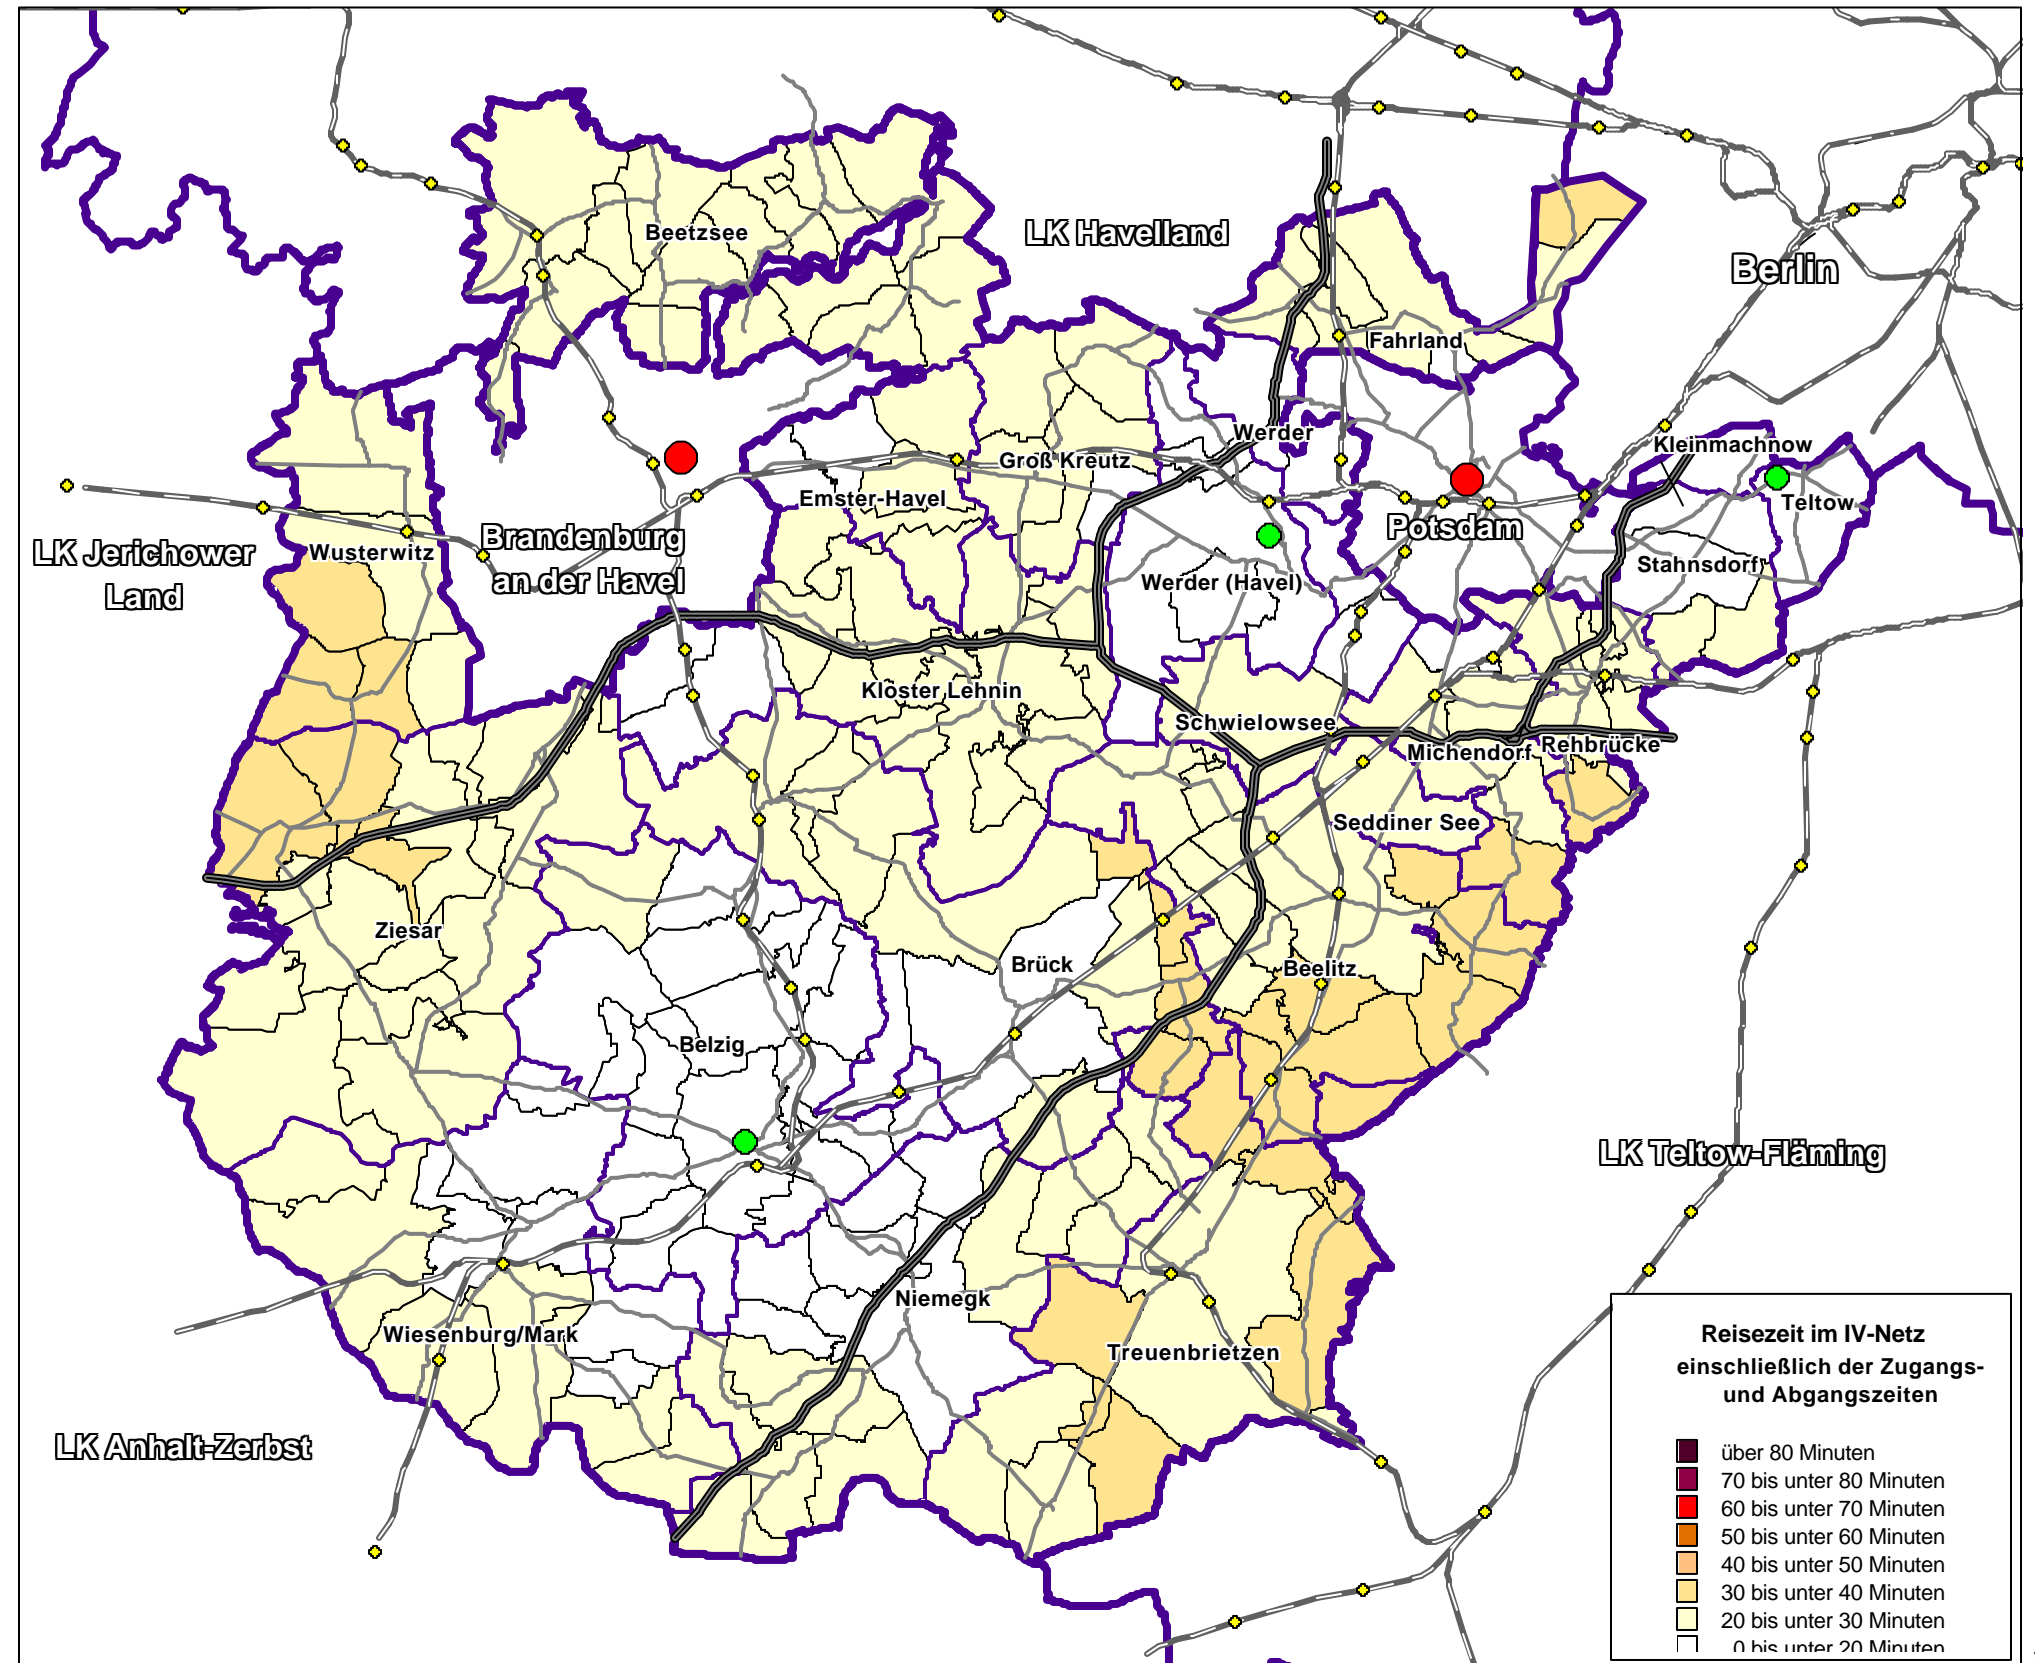 Beetzsee
LK Havelland
Berlin
Fahrland
Werder
Kleinmachnow
Groß Kreutz
Emster-Havel
Teltow
Potsdam
LK Jerichower
Land
Wusterwitz
Brandenburg
an der Havel
Werder (Havel)
Stahnsdorf
Kloster Lehnin
Schwielowsee
Michendorf
Rehbrücke
Seddiner See
Ziesar
Brück
Beelitz
Belzig
LK Teltow-Fläming
Niemegk
Wiesenburg/Mark
Treuenbrietzen
LK Anhalt-Zerbst
Reisezeit im IV-Netz
einschließlich der Zugangs-
und Abgangszeiten
über 80 Minuten
70 bis unter 80 Minuten
60 bis unter 70 Minuten
50 bis unter 60 Minuten
40 bis unter 50 Minuten
30 bis unter 40 Minuten
20 bis unter 30 Minuten
0 bis unter 20 Minuten